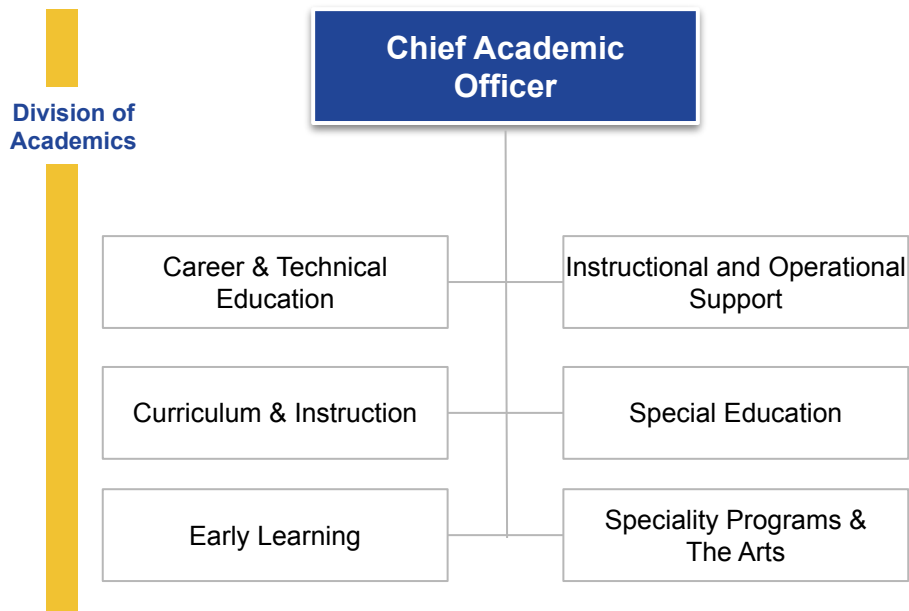 Chief Academic
Officer
Division of
Academics
Career & Technical
Education
Instructional and Operational
Support
Curriculum & Instruction
Special Education
Early Learning
Speciality Programs &
The Arts